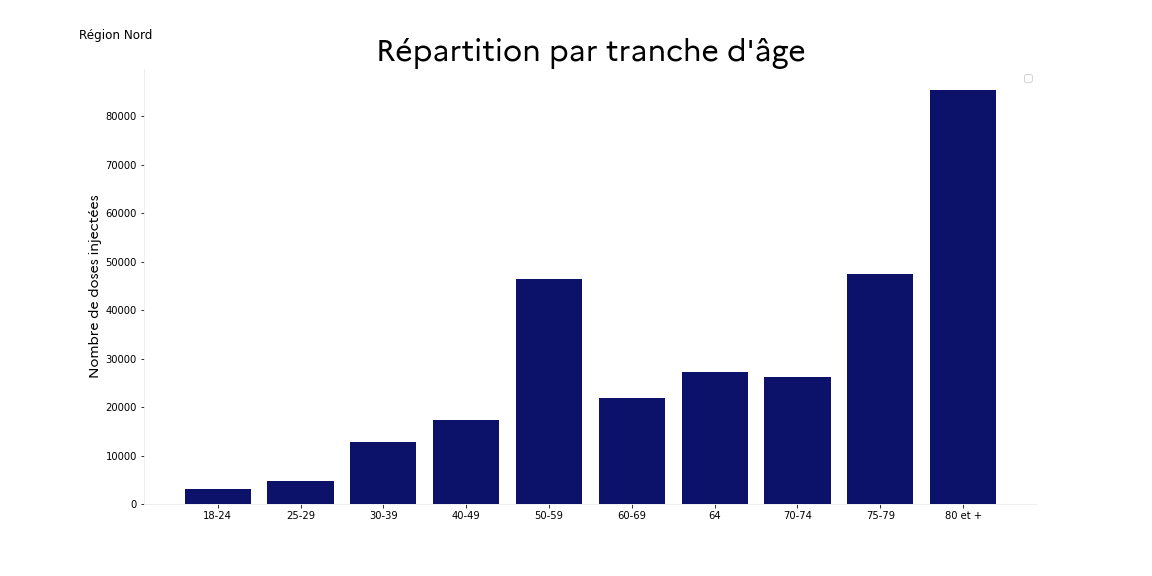 Région Nord
Répartition par tranche d'âge
Nombre de doses injectées
80000
70000
60000
50000
40000
30000
20000
10000
0
18-24 25-29 30-39 40-49 50-59 60-69 64 70-74 75-79 80 et +